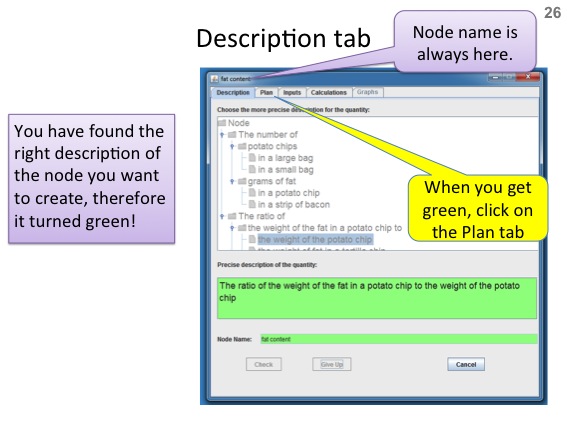 26
Description tab
Node name is
always here.
You have found the
right description of
the node you want
to create, therefore
it turned green!
fat content
Description Plan Inputs Calculations Graphs
Choose the more precise description for the quantity:
Node
The number of
potato chips
in a large bag
in a small bag
grams of fat
in a potato chip
in a strip of bacon
The ratio of
the weight of the fat in a potato chip to
the weight of the potato chip
When you get
green, click on
the Plan tab
Precise description of the quantity:
The ratio of the weight of the fat in a potato chip to the weight of the potato
chip
Node Name: fat content
Check Give Up Cancel